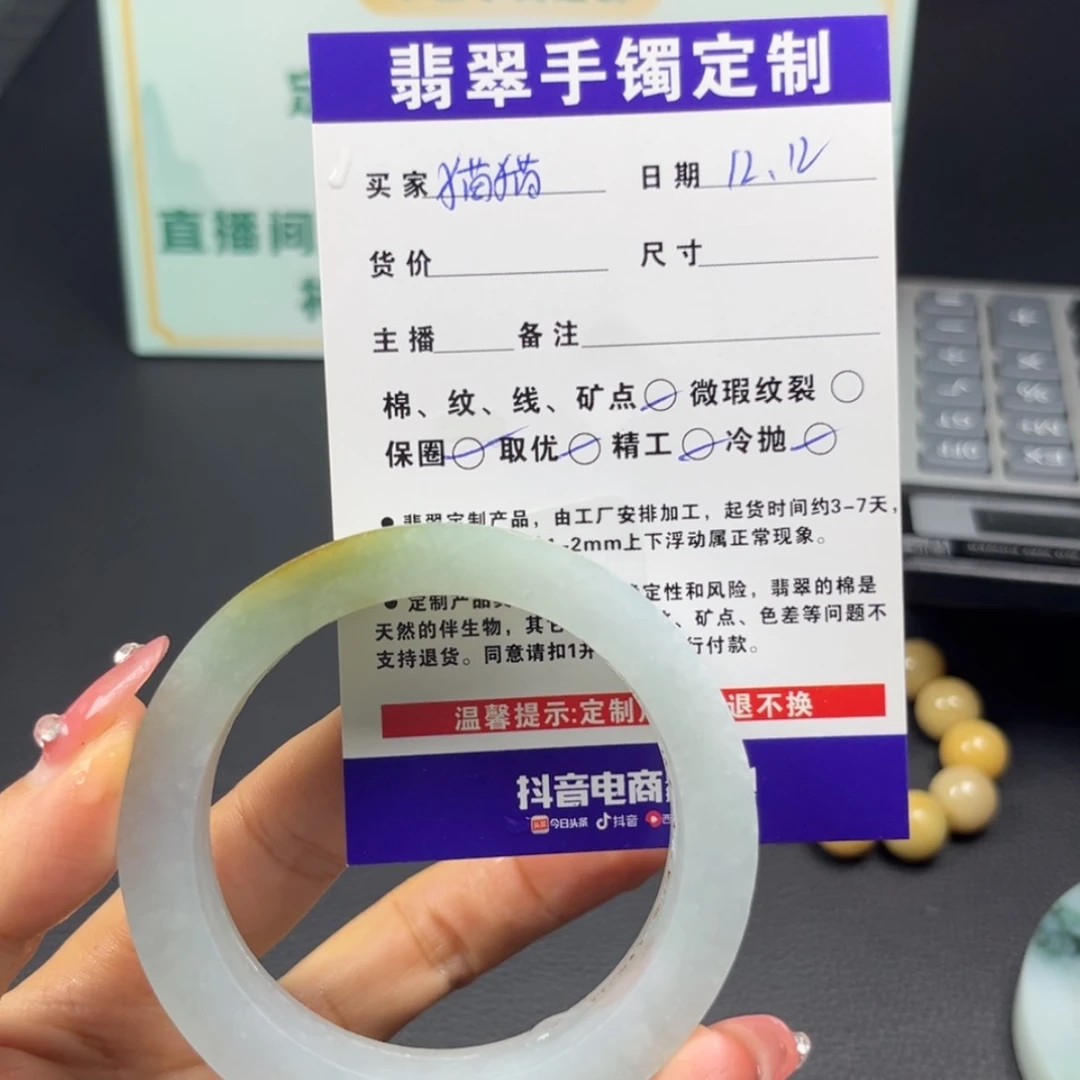 直播间
翡翠手镯定制
买家 猫猫 日期 12.12
货价 尺寸
主播 备注
棉、纹、线、矿点 微瑕纹裂
保圈 取优 精工 冷抛
翡翠定制产品，由工厂安排加工，起货时间约3-7天，
1-2mm上下浮动属正常现象。
定制产品 定性和风险，翡翠的棉是
天然的伴生物，其它 、矿点、色差等问题不
支持退货。同意请扣1 行付款。
温馨提示:定制 退不换
抖音电商
头条 今日头条 抖音 西